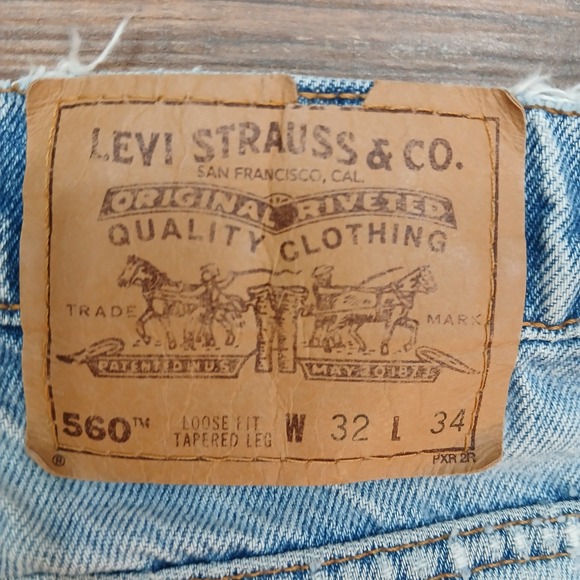 LEVI STRAUSS & CO.
SAN FRANCISCO, CAL.
ORIGINAL RIVETED
QUALITY CLOTHING
TRADE MARK
PATENTED IN U.S. MAY 20 1873
560™ LOOSE FIT TAPERED LEG W 32 L 34
® PXR 2R